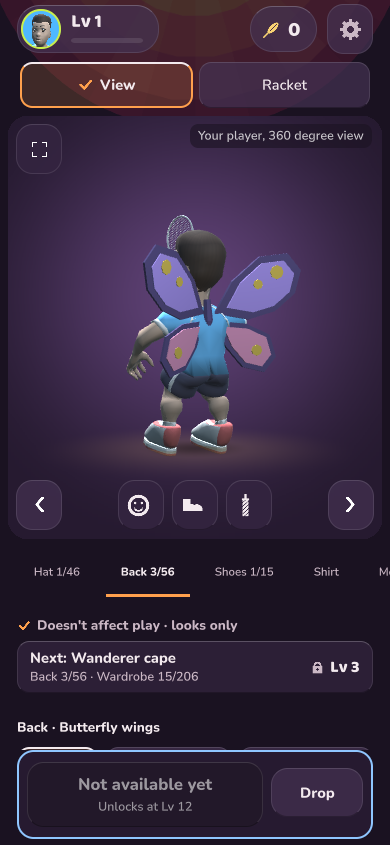 Lv 1
0
View
Racket
Your player, 360 degree view
Hat 1/46
Back 3/56
Shoes 1/15
Shirt
Doesn't affect play · looks only
Next: Wanderer cape
Back 3/56 · Wardrobe 15/206
Lv 3
Back · Butterfly wings
Not available yet
Unlocks at Lv 12
Drop